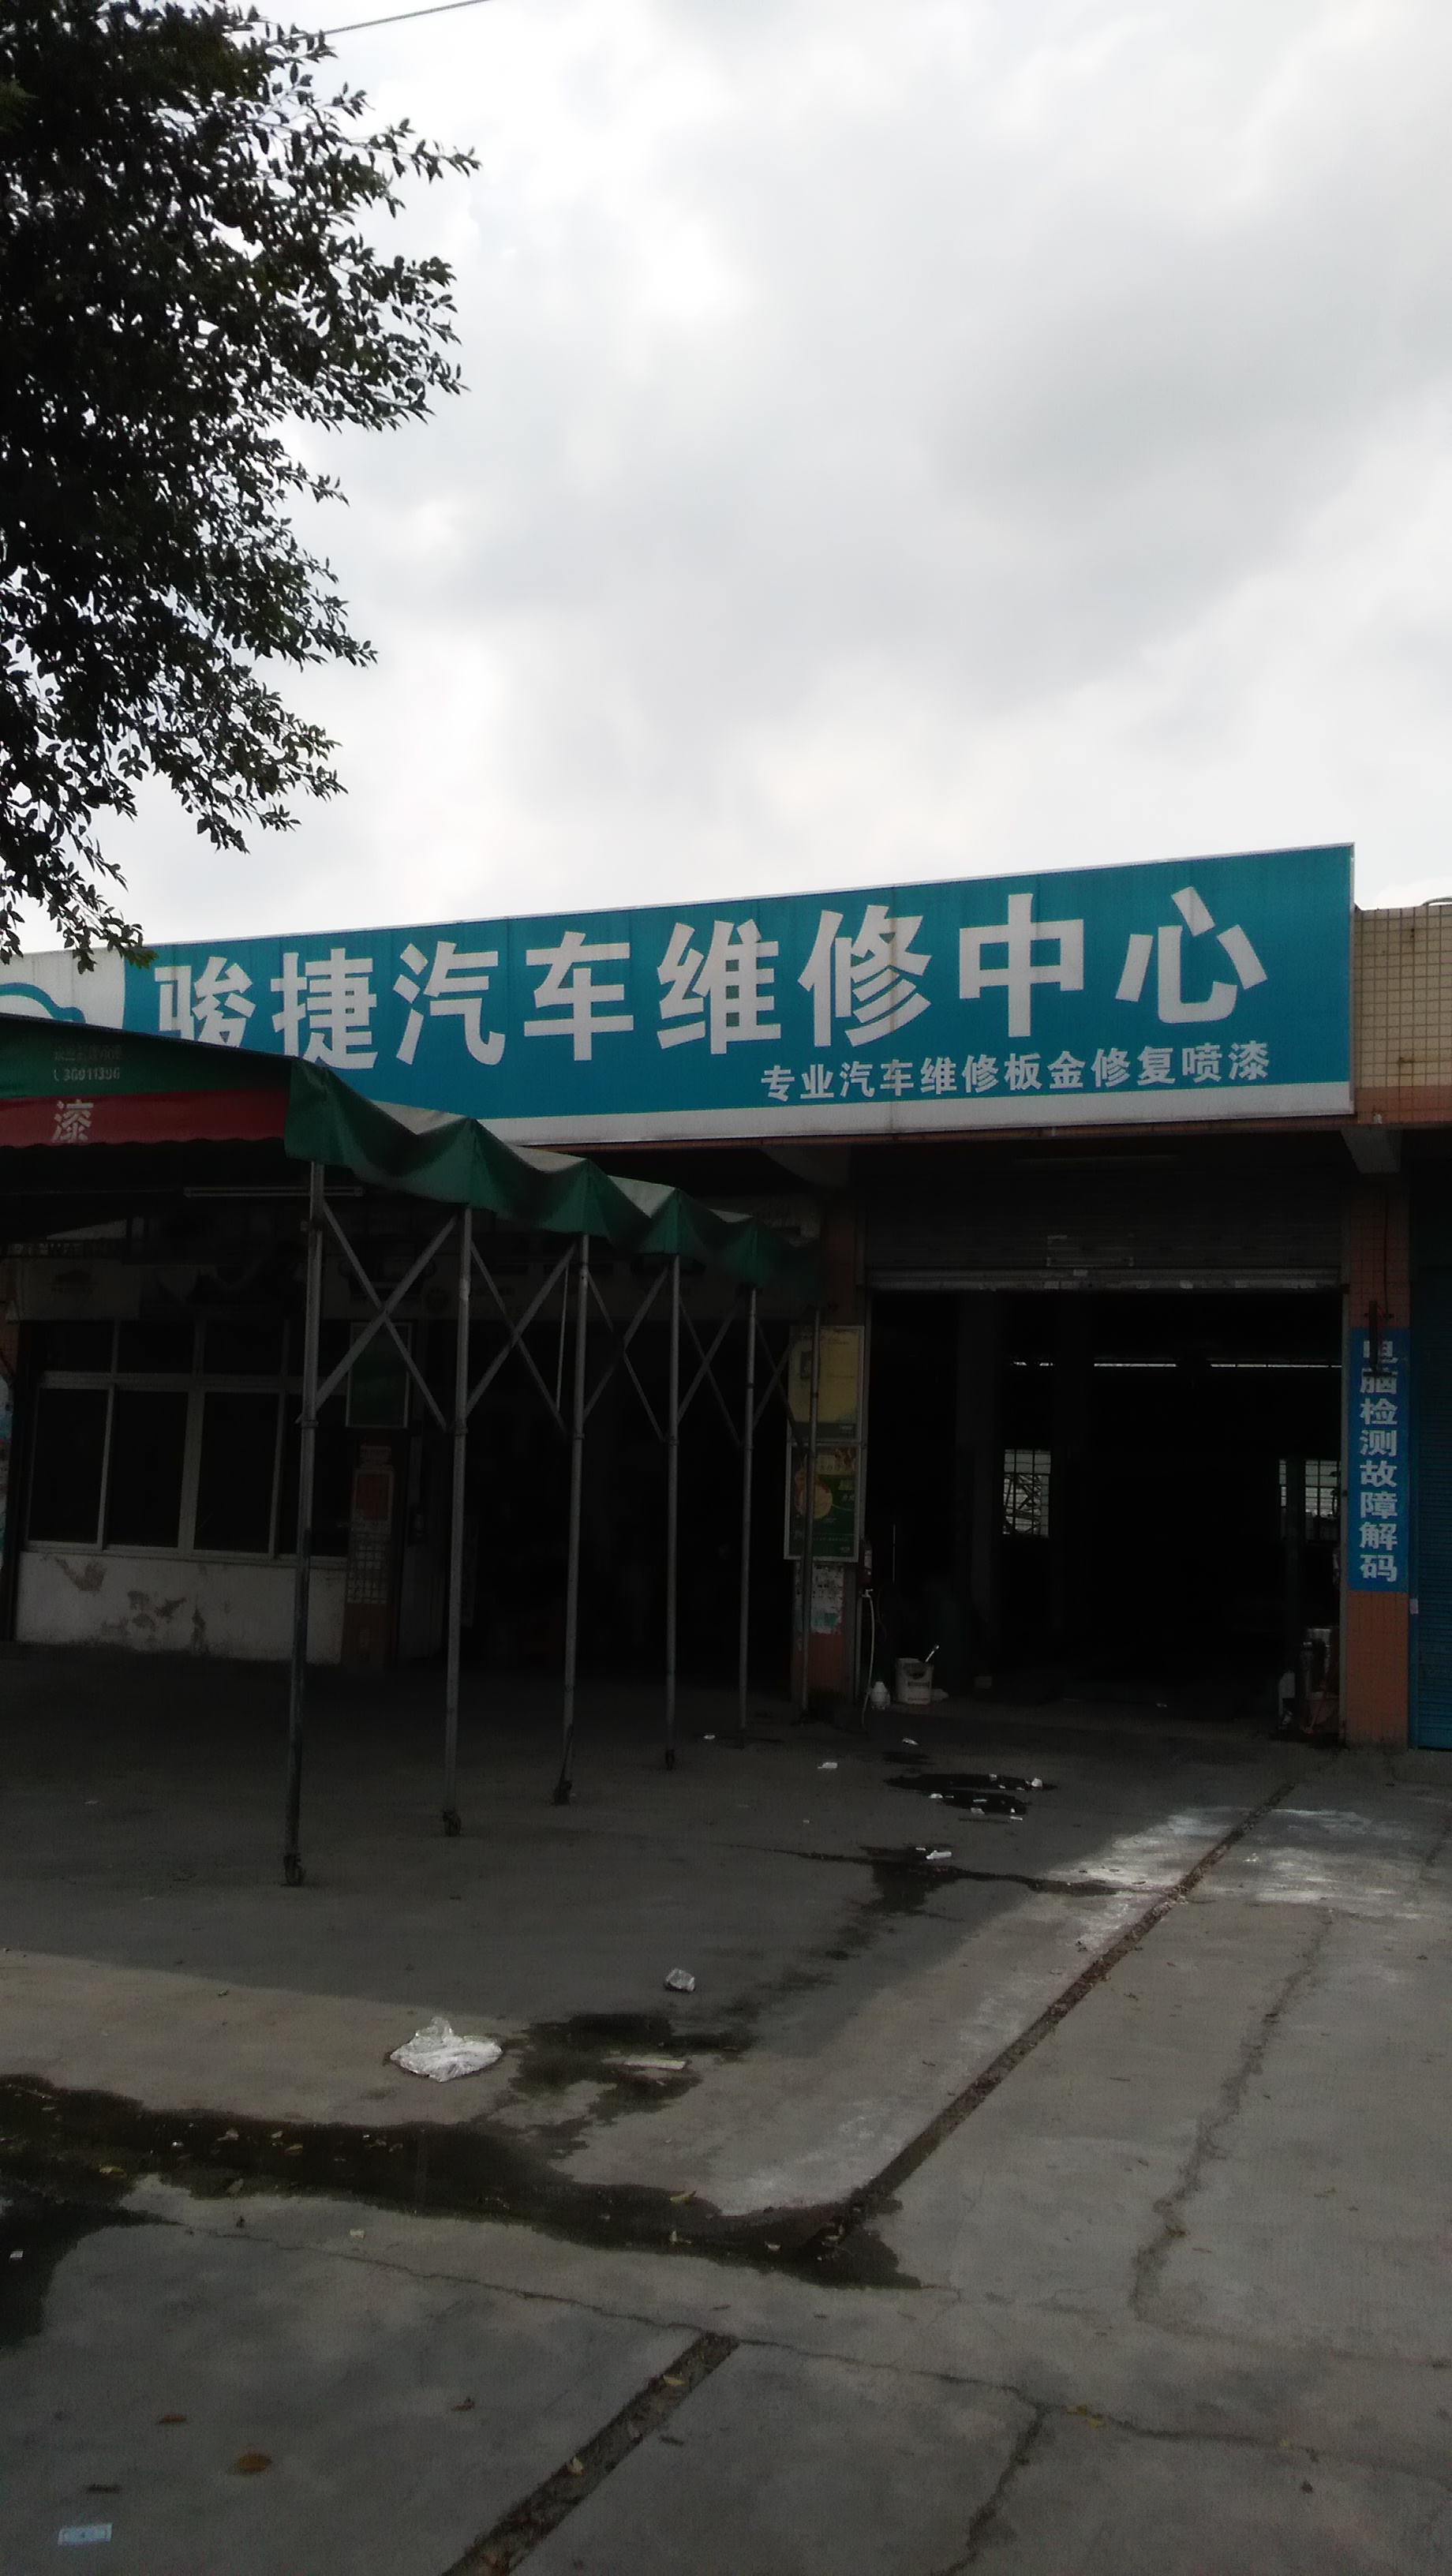 骏捷汽车维修中心
专业汽车维修板金修复喷漆
漆
电脑检测故障解码